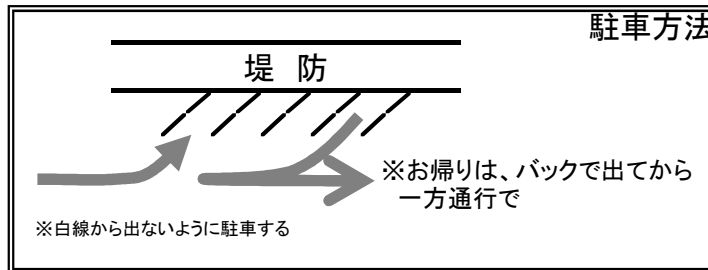 駐車方法
堤 防
※お帰りは、バックで出てから
一方通行で
※白線から出ないように駐車する